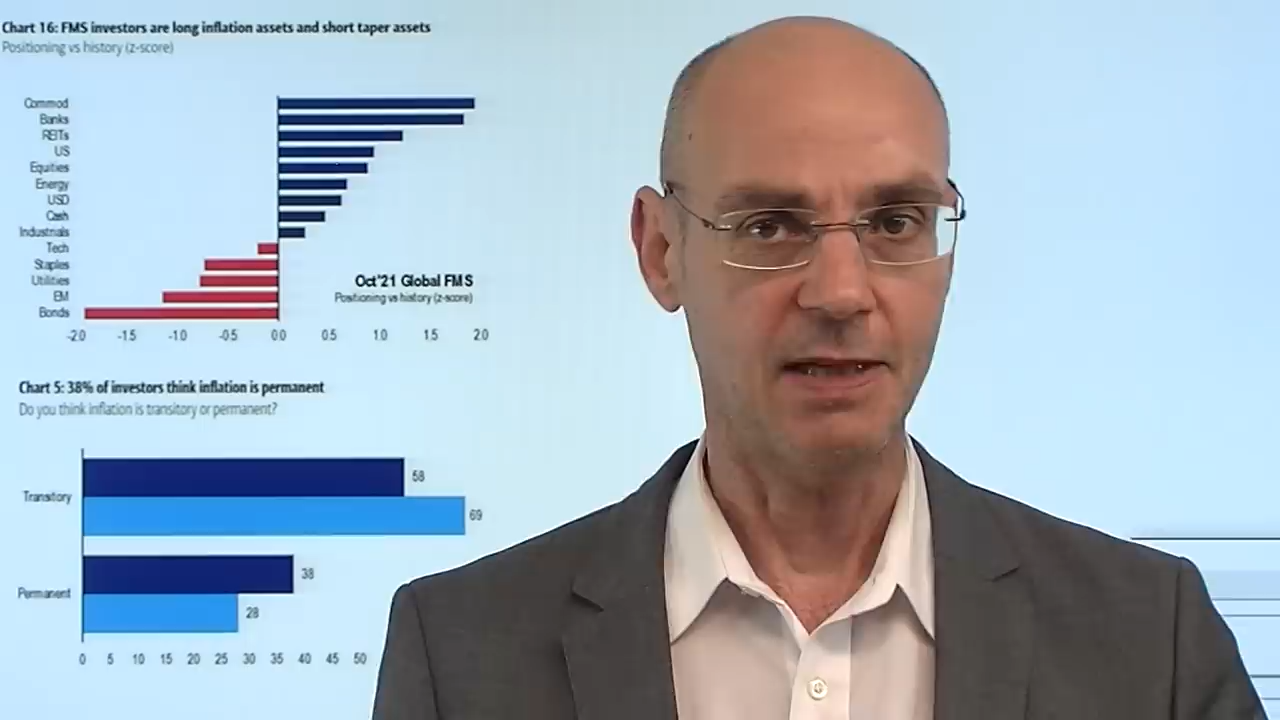 Chart 16: FMS investors are long inflation assets and short taper assets
Positioning vs history (z-score)
Commod
Banks
REITs
US
Equities
Energy
USD
Cash
Industrials
Tech
Staples
Utilities
EM
Bonds
Oct'21 Global FMS
Positioning vs history (z-score)
-2.0 -1.5 -1.0 -0.5 0.0 0.5 1.0 1.5 2.0
Chart 5: 38% of investors think inflation is permanent
Do you think inflation is transitory or permanent?
Transitory
58
69
Permanent
38
28
0 5 10 15 20 25 30 35 40 45 50